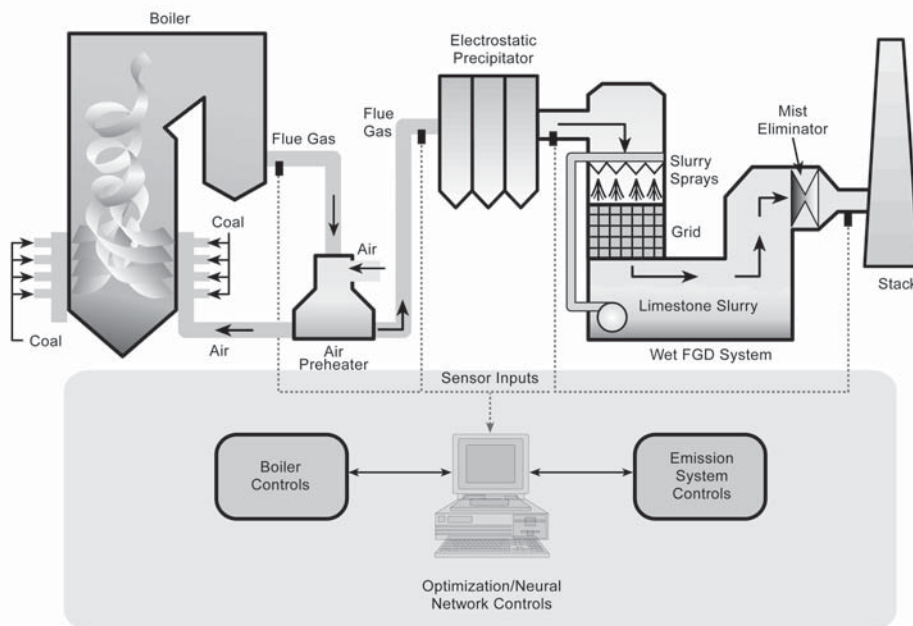 Boiler
Electrostatic
Precipitator
Flue Gas
Flue
Gas
Mist
Eliminator
Slurry
Sprays
Coal
Air
Grid
Limestone Slurry
Stack
Coal
Air
Air
Preheater
Wet FGD System
Sensor Inputs
Boiler
Controls
Emission
System
Controls
Optimization/Neural
Network Controls